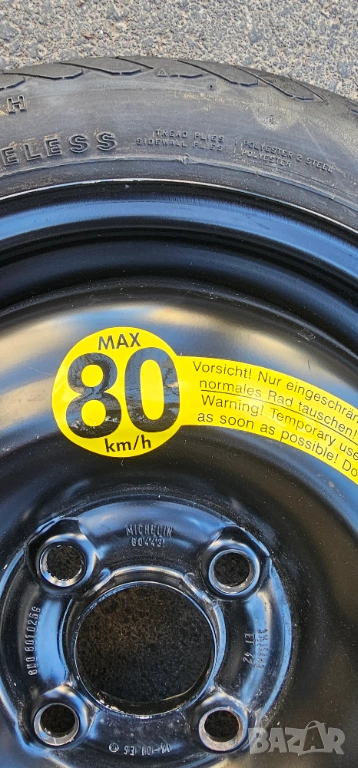 H
ELESS
TREAD PLIES
SIDEWALL PLIES
POLYESTER 2 STEEL
POLYESTER
MAX
80
km/h
Vorsicht! Nur eingeschrän
normales Rad tauschen
Warning! Temporary use
as soon as possible! Do
MICHELIN
ET 42
BAZAR